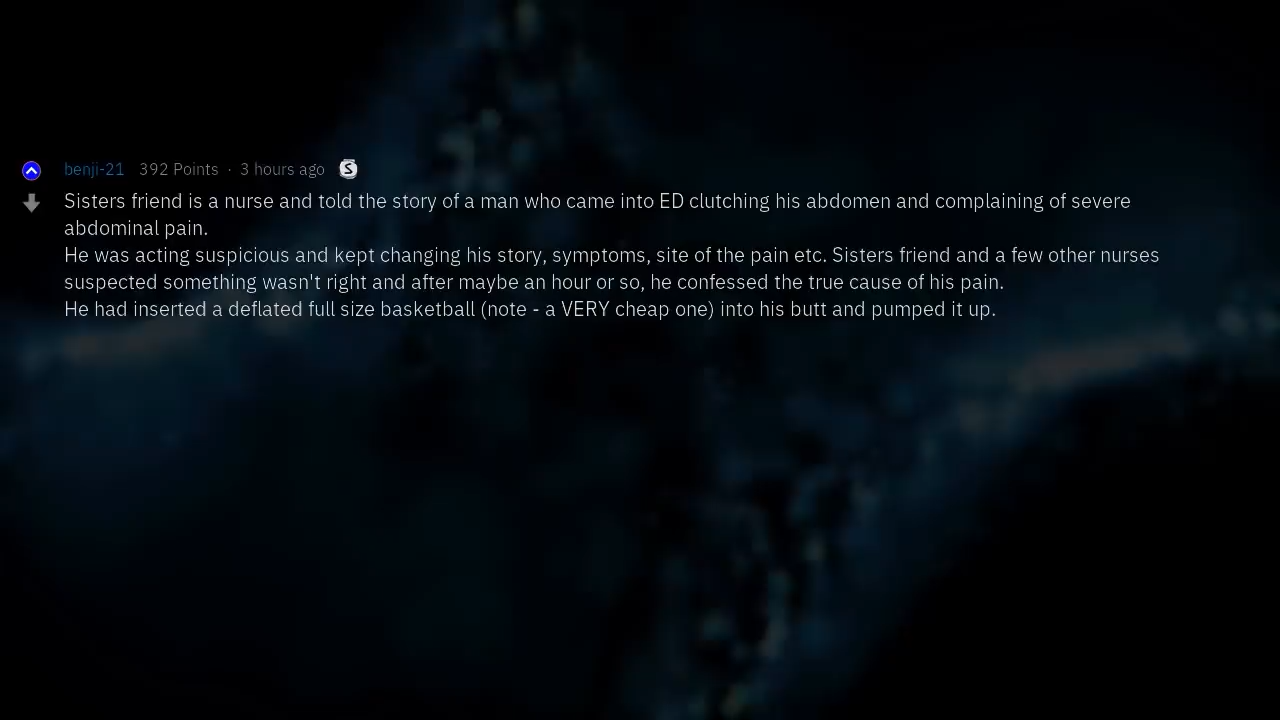 benji-21 392 Points · 3 hours ago S
Sisters friend is a nurse and told the story of a man who came into ED clutching his abdomen and complaining of severe
abdominal pain.
He was acting suspicious and kept changing his story, symptoms, site of the pain etc. Sisters friend and a few other nurses
suspected something wasn't right and after maybe an hour or so, he confessed the true cause of his pain.
He had inserted a deflated full size basketball (note - a VERY cheap one) into his butt and pumped it up.